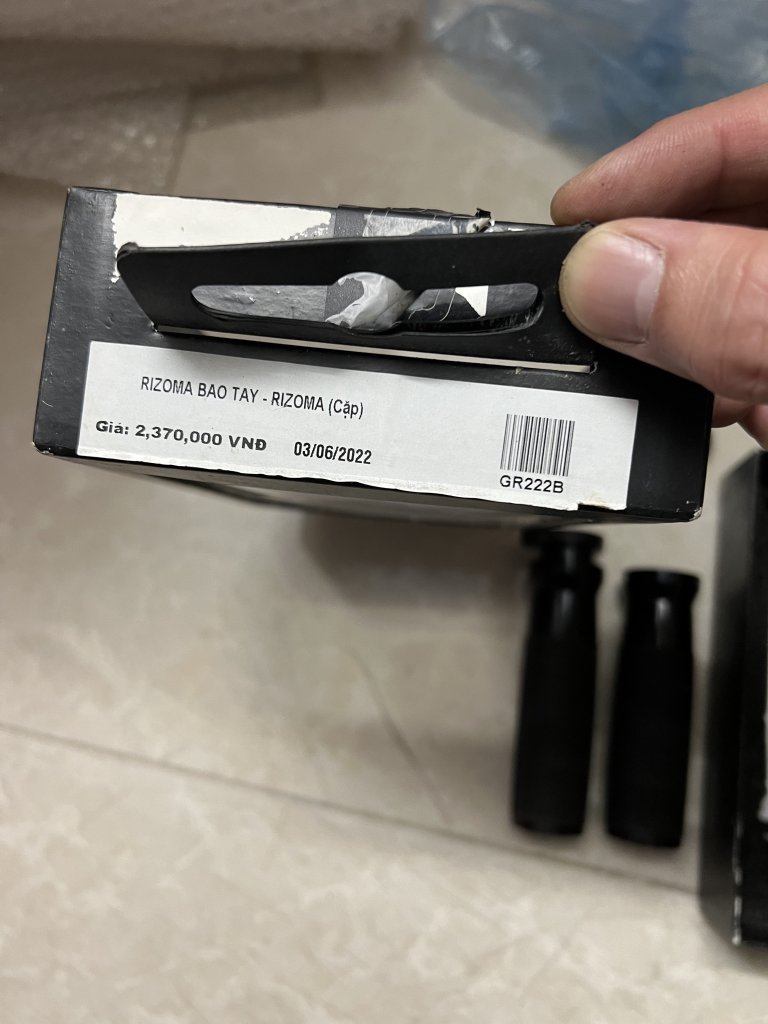 RIZOMA BAO TAY - RIZOMA (Cặp)
Giá: 2,370,000 VNĐ 03/06/2022
GR222B